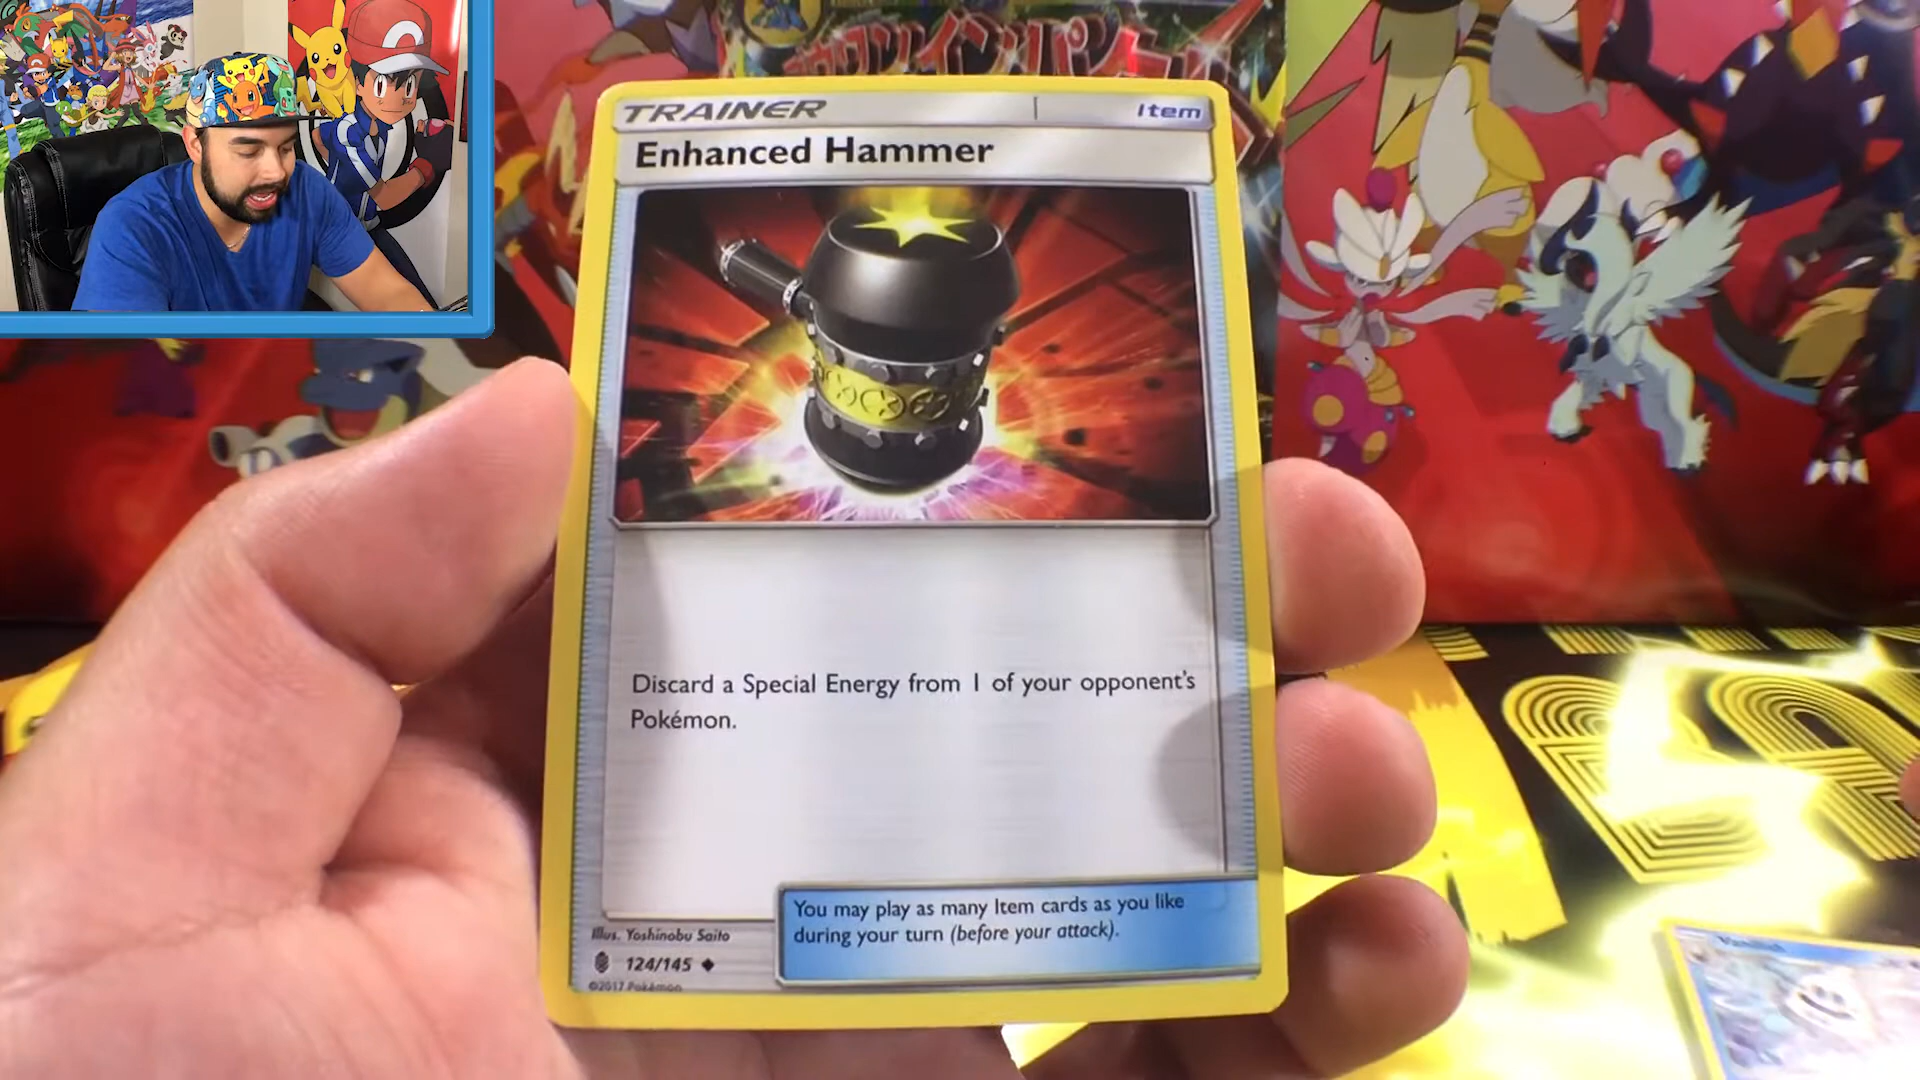 TRAINER
Item
Enhanced Hammer
Discard a Special Energy from 1 of your opponent's
Pokémon.
You may play as many Item cards as you like
during your turn (before your attack).
Illus. Yoshinobu Saito
124/145
©2017 Pokémon